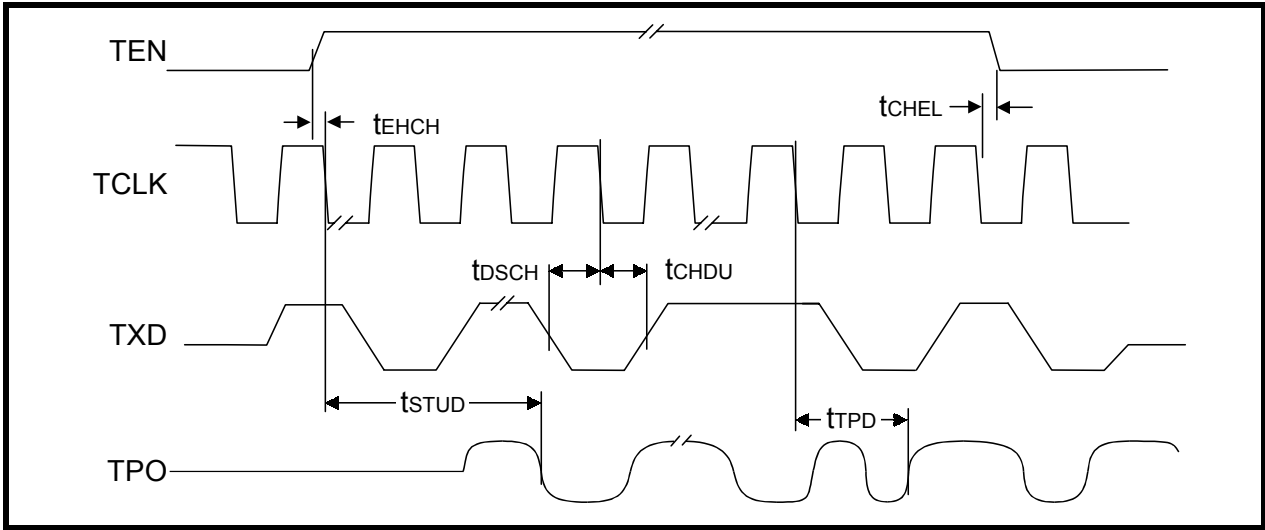 TEN
tCHEL
tEHCH
TCLK
tDSCH
tCHDU
TXD
tSTUD
tTPD
TPO